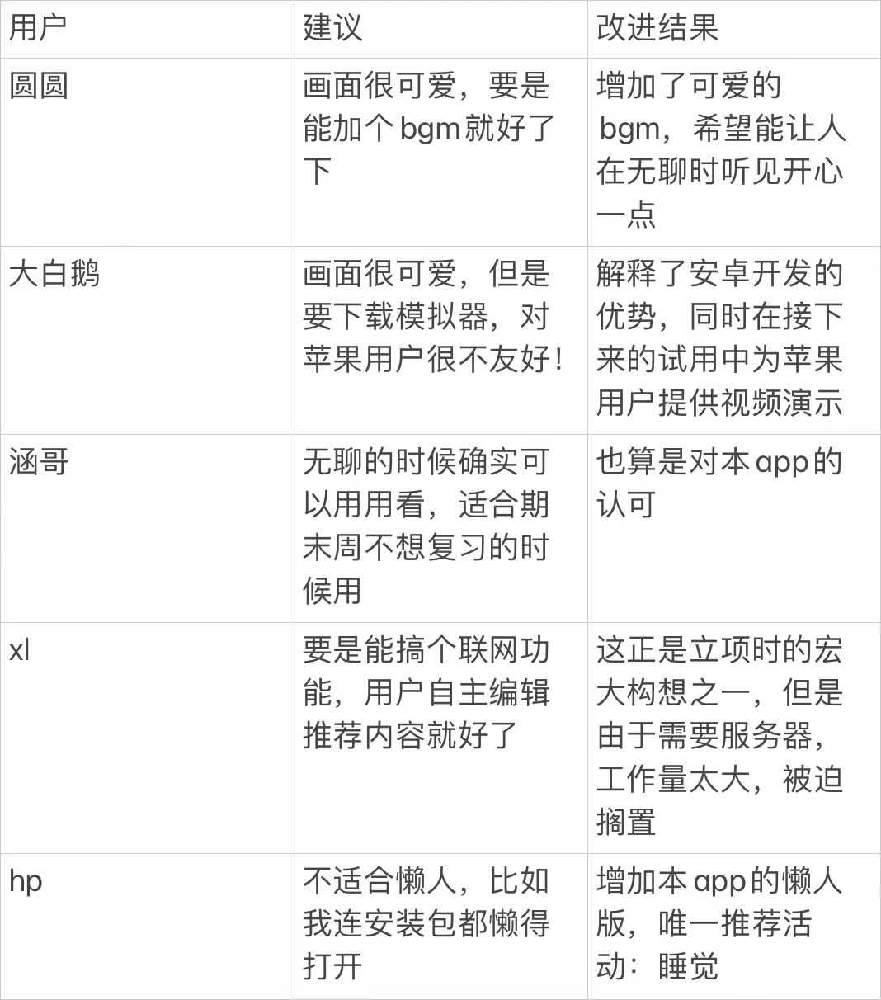 用户
建议
改进结果
圆圆
画面很可爱，要是
能加个bgm就好了
下
增加了可爱的
bgm，希望能让人
在无聊时听见开心
一点
大白鹅
画面很可爱，但是
要下载模拟器，对
苹果用户很不友好！
解释了安卓开发的
优势，同时在接下
来的试用中为苹果
用户提供视频演示
涵哥
无聊的时候确实可
以用用看，适合期
末周不想复习的时
候用
也算是对本app的
认可
xl
要是能搞个联网功
能，用户自主编辑
推荐内容就好了
这正是立项时的宏
大构想之一，但是
由于需要服务器，
工作量太大，被迫
搁置
hp
不适合懒人，比如
我连安装包都懒得
打开
增加本app的懒人
版，唯一推荐活
动：睡觉